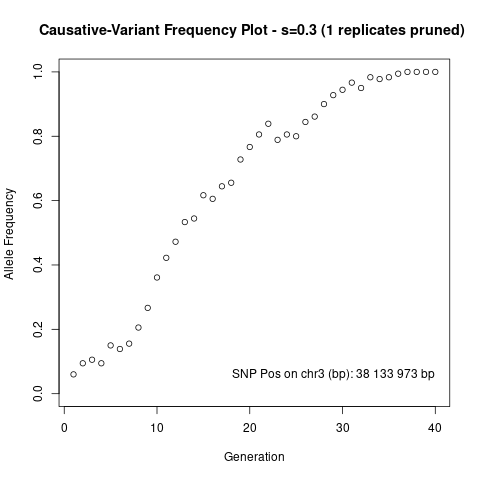 Causative-Variant Frequency Plot - s=0.3 (1 replicates pruned)
1.0
0.8
0.6
0.4
0.2
0.0
Allele Frequency
SNP Pos on chr3 (bp): 38 133 973 bp
0 10 20 30 40
Generation